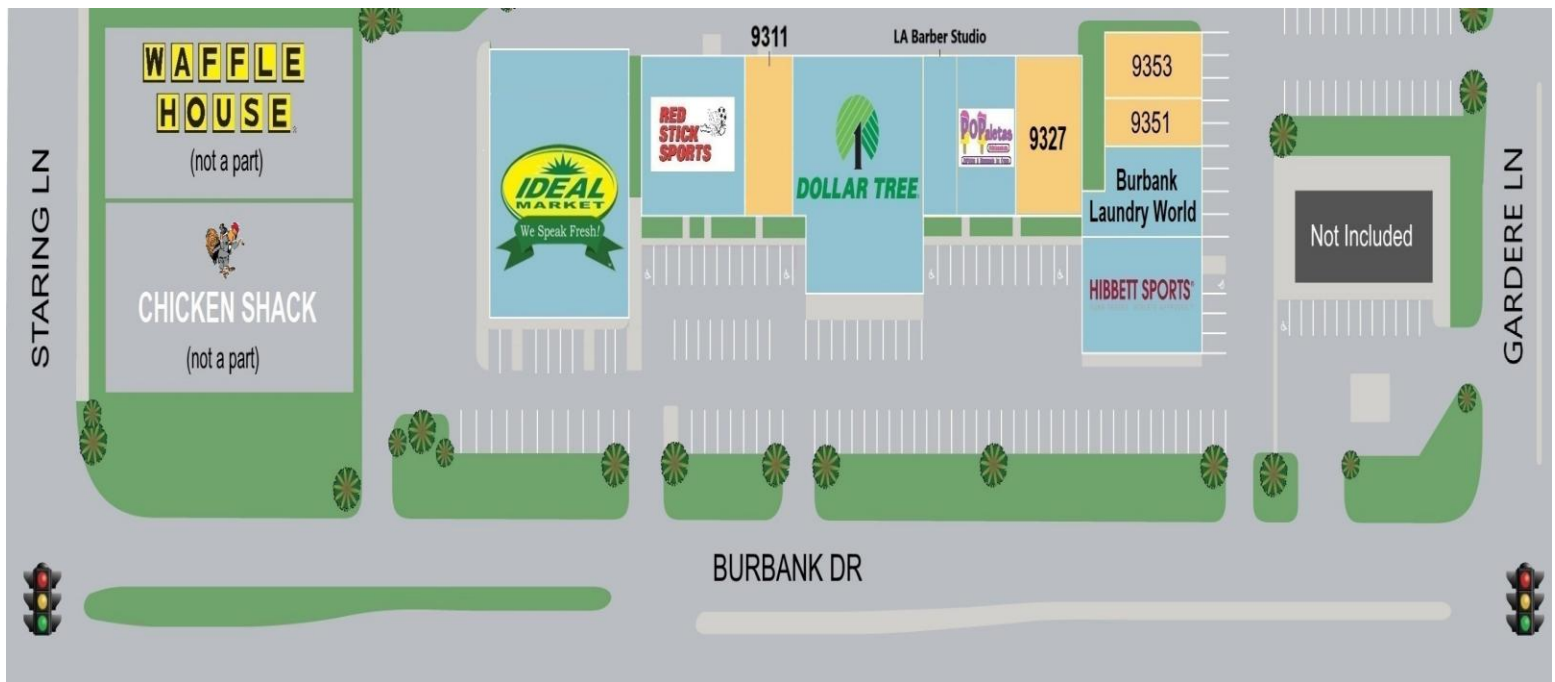 WAFFLE
HOUSE
(not a part)
CHICKEN SHACK
(not a part)
STARING LN
IDEAL
MARKET
We Speak Fresh!
RED
STICK
SPORTS
9311
DOLLAR TREE
LA Barber Studio
POPaletas
9327
9353
9351
Burbank
Laundry World
HIBBETT SPORTS
Not Included
GARDERE LN
BURBANK DR